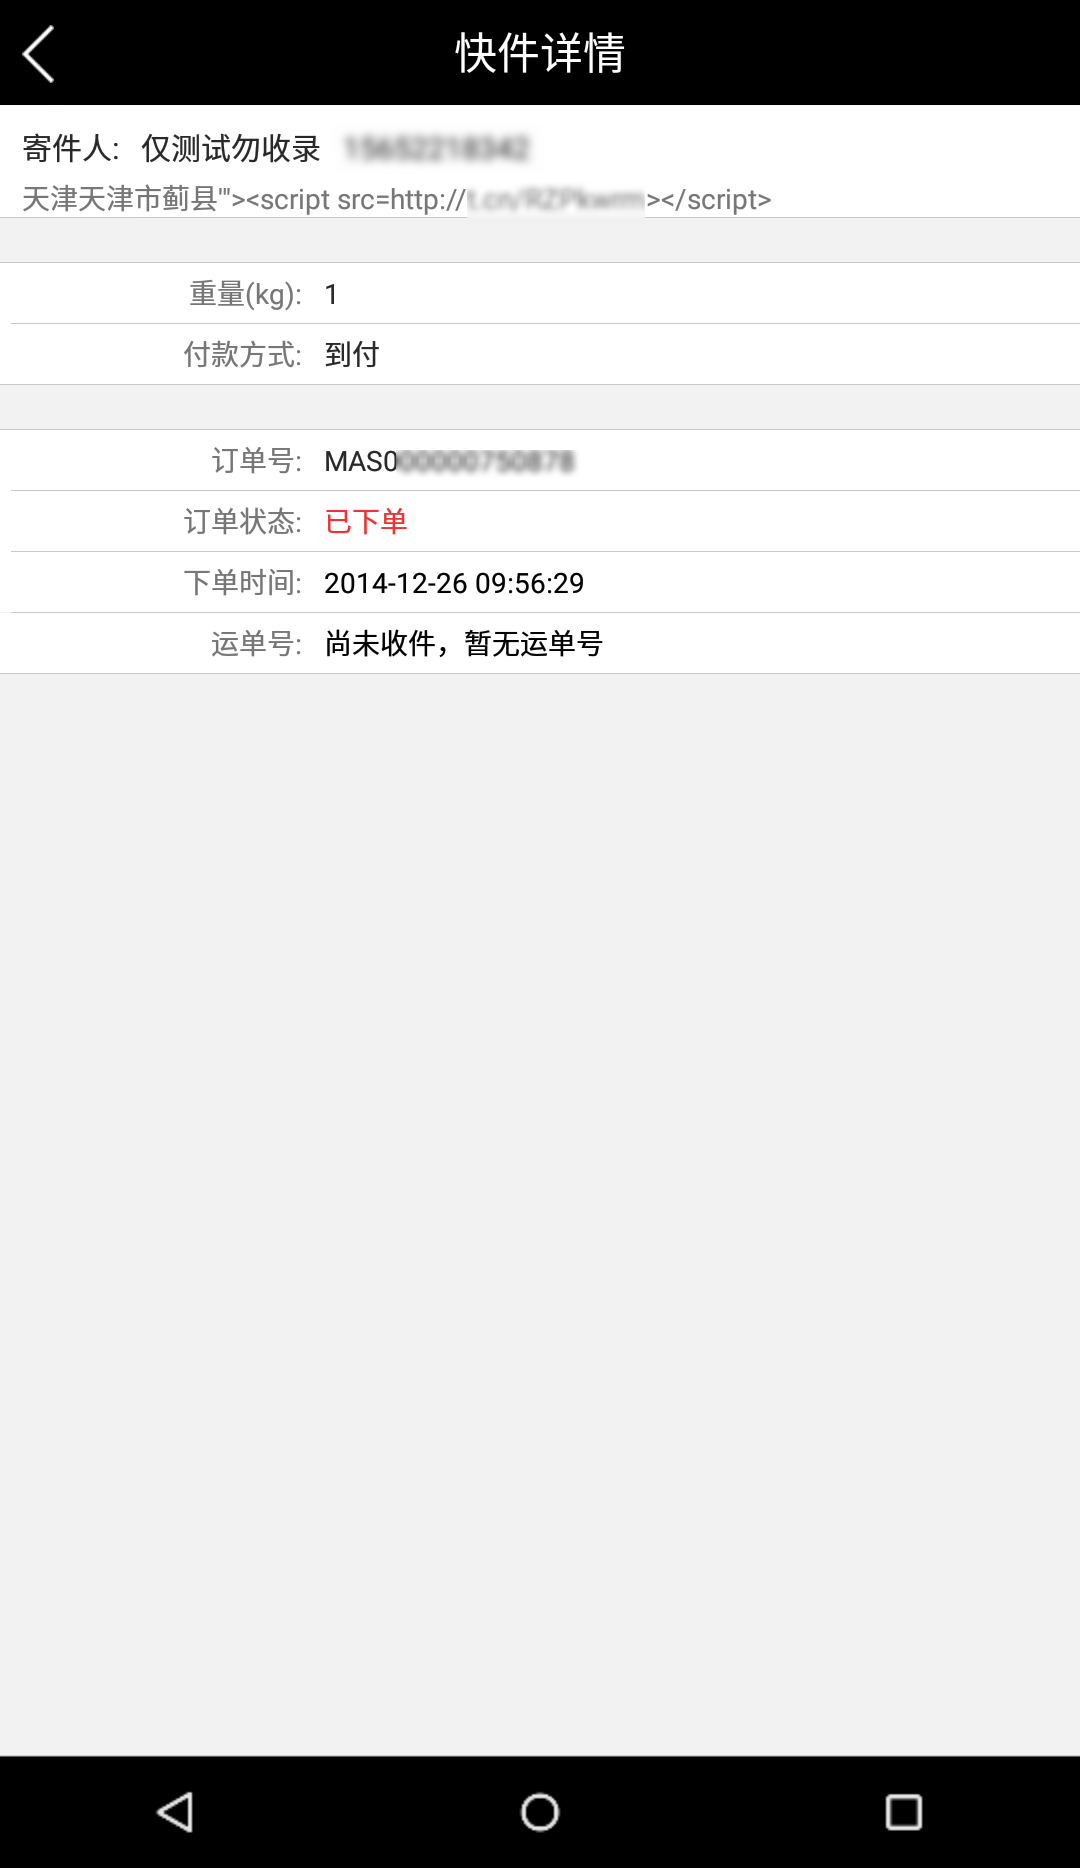 快件详情
寄件人: 仅测试勿收录
天津天津市蓟县'"><script src=http://></script>
重量(kg): 1
付款方式: 到付
订单号: MAS0
订单状态: 已下单
下单时间: 2014-12-26 09:56:29
运单号: 尚未收件，暂无运单号